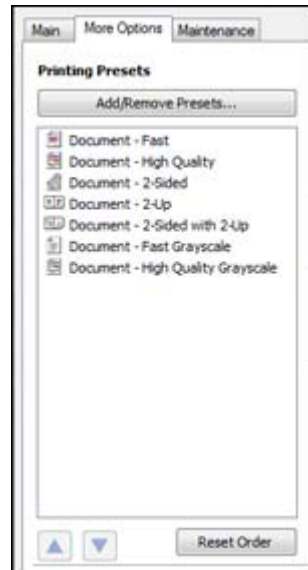 Main More Options Maintenance
Printing Presets
Add/Remove Presets...
Document - Fast
Document - High Quality
Document - 2-Sided
Document - 2-Up
Document - 2-Sided with 2-Up
Document - Fast Grayscale
Document - High Quality Grayscale
Reset Order